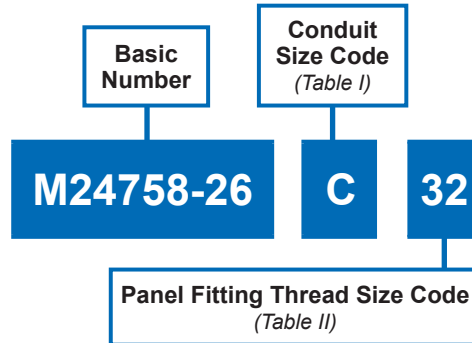 Basic
Number
Conduit
Size Code
(Table I)
M24758-26 C 32
Panel Fitting Thread Size Code
(Table II)